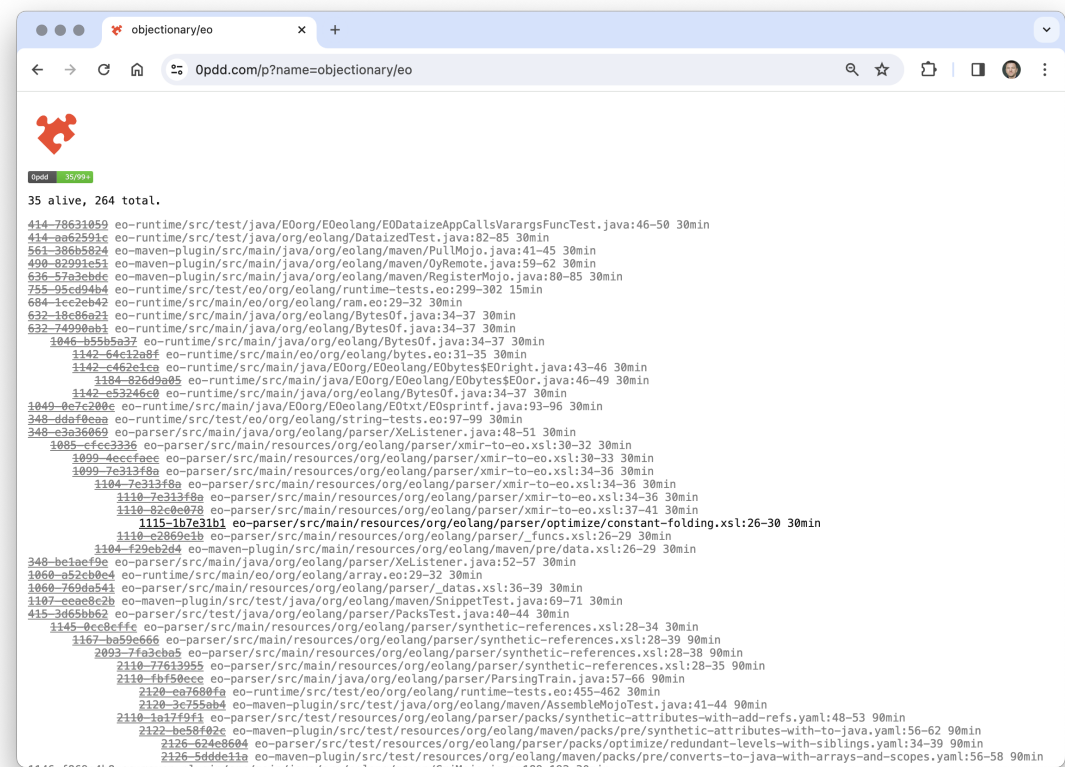 objectionary/eo
0pdd.com/p?name=objectionary/eo
0pdd 35/99+
35 alive, 264 total.
414-78631059 eo-runtime/src/test/java/EOorg/EOeolang/EODataizeAppCallsVarargsFuncTest.java:46-50 30min
414-aa62591c eo-runtime/src/test/java/org/eolang/DataizedTest.java:82-85 30min
561-386b5824 eo-maven-plugin/src/main/java/org/eolang/maven/PullMojo.java:41-45 30min
490-82991e51 eo-maven-plugin/src/main/java/org/eolang/maven/OyRemote.java:59-62 30min
636-57a3ebdc eo-maven-plugin/src/main/java/org/eolang/maven/RegisterMojo.java:80-85 30min
755-95cd94b4 eo-runtime/src/test/eo/org/eolang/runtime-tests.eo:299-302 15min
684-1cc2eb42 eo-runtime/src/main/eo/org/eolang/ram.eo:29-32 30min
632-18c86a21 eo-runtime/src/main/java/org/eolang/BytesOf.java:34-37 30min
632-74990ab1 eo-runtime/src/main/java/org/eolang/BytesOf.java:34-37 30min
1046-b55b5a37 eo-runtime/src/main/java/org/eolang/BytesOf.java:34-37 30min
1142-64c12a8f eo-runtime/src/main/eo/org/eolang/bytes.eo:31-35 30min
1142-c462e1ca eo-runtime/src/main/java/EOorg/EOeolang/EObytes$EOright.java:43-46 30min
1184-826d9a05 eo-runtime/src/main/java/EOorg/EOeolang/EObytes$EOor.java:46-49 30min
1142-e53246c0 eo-runtime/src/main/java/org/eolang/BytesOf.java:34-37 30min
1049-0e7c200c eo-runtime/src/main/java/EOorg/EOeolang/EOtxt/EOsprintf.java:93-96 30min
348-ddaf0eaa eo-runtime/src/test/eo/org/eolang/string-tests.eo:97-99 30min
348-e3a36069 eo-parser/src/main/java/org/eolang/parser/XeListener.java:48-51 30min
1085-cfcc3336 eo-parser/src/main/resources/org/eolang/parser/xmir-to-eo.xsl:30-32 30min
1099-4eccfaec eo-parser/src/main/resources/org/eolang/parser/xmir-to-eo.xsl:30-33 30min
1099-7e313f8a eo-parser/src/main/resources/org/eolang/parser/xmir-to-eo.xsl:34-36 30min
1104-7e313f8a eo-parser/src/main/resources/org/eolang/parser/xmir-to-eo.xsl:34-36 30min
1110-7e313f8a eo-parser/src/main/resources/org/eolang/parser/xmir-to-eo.xsl:34-36 30min
1110-82c0e078 eo-parser/src/main/resources/org/eolang/parser/xmir-to-eo.xsl:37-41 30min
1115-1b7e31b1 eo-parser/src/main/resources/org/eolang/parser/optimize/constant-folding.xsl:26-30 30min
1110-e2869e1b eo-parser/src/main/resources/org/eolang/parser/_funcs.xsl:26-29 30min
1104-f29eb2d4 eo-maven-plugin/src/main/resources/org/eolang/maven/pre/data.xsl:26-29 30min
348-be1aef9e eo-parser/src/main/java/org/eolang/parser/XeListener.java:52-57 30min
1060-a52cb0e4 eo-runtime/src/main/eo/org/eolang/array.eo:29-32 30min
1060-769da541 eo-parser/src/main/resources/org/eolang/parser/_datas.xsl:36-39 30min
1107-eeae8c2b eo-maven-plugin/src/test/java/org/eolang/maven/SnippetTest.java:69-71 30min
415-3d65bb62 eo-parser/src/test/java/org/eolang/parser/PacksTest.java:40-44 30min
1145-0cc8cffc eo-parser/src/main/resources/org/eolang/parser/synthetic-references.xsl:28-34 30min
1167-ba59e666 eo-parser/src/main/resources/org/eolang/parser/synthetic-references.xsl:28-39 90min
2093-7fa3cba5 eo-parser/src/main/resources/org/eolang/parser/synthetic-references.xsl:28-38 90min
2110-77613955 eo-parser/src/main/resources/org/eolang/parser/synthetic-references.xsl:28-35 90min
2110-fbf50ece eo-parser/src/main/java/org/eolang/parser/ParsingTrain.java:57-66 90min
2120-ea7680fa eo-runtime/src/test/eo/org/eolang/runtime-tests.eo:455-462 30min
2120-3c755ab4 eo-maven-plugin/src/test/java/org/eolang/maven/AssembleMojoTest.java:41-44 90min
2110-1a17f9f1 eo-parser/src/test/resources/org/eolang/parser/packs/synthetic-attributes-with-add-refs.yaml:48-53 90min
2122-be58f02c eo-maven-plugin/src/test/resources/org/eolang/maven/packs/pre/synthetic-attributes-with-to-java.yaml:56-62 90min
2126-624e8604 eo-parser/src/test/resources/org/eolang/parser/packs/optimize/redundant-levels-with-siblings.yaml:34-39 90min
2126-5ddde11a eo-maven-plugin/src/test/resources/org/eolang/maven/packs/pre/converts-to-java-with-arrays-and-scopes.yaml:56-58 90min